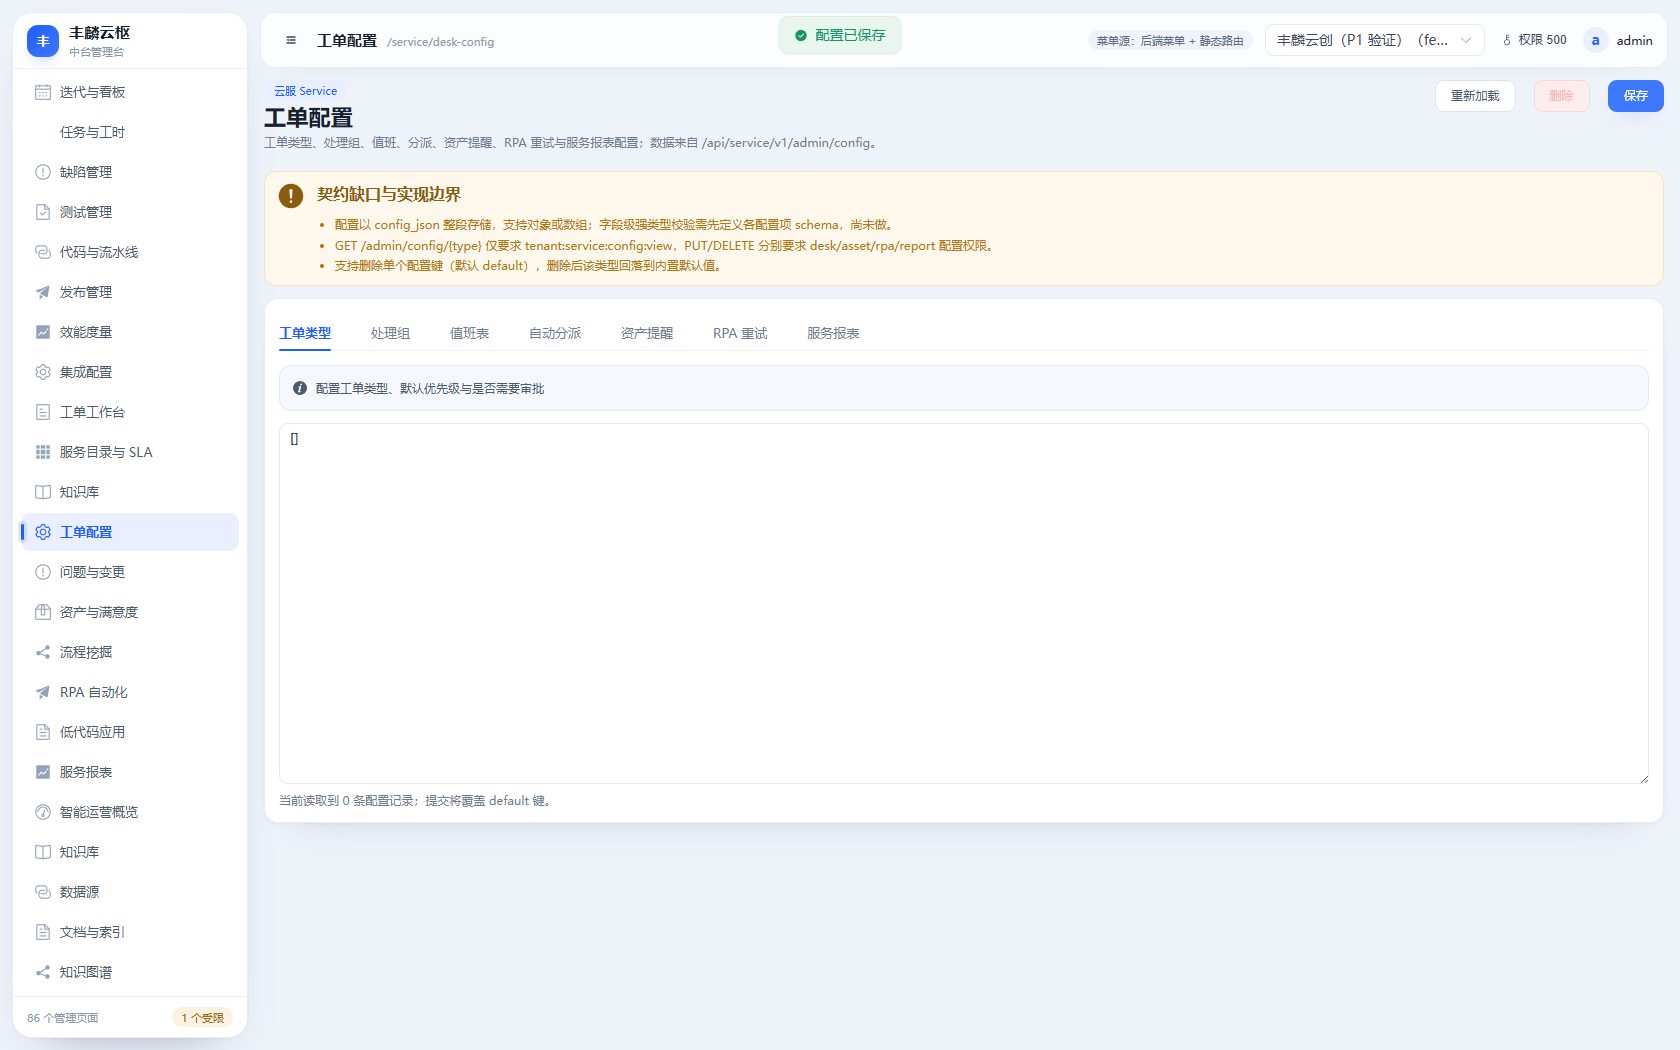 丰
丰麟云枢
中台管理台
迭代与看板
任务与工时
缺陷管理
测试管理
代码与流水线
发布管理
效能度量
集成配置
工单工作台
服务目录与 SLA
知识库
工单配置
问题与变更
资产与满意度
流程挖掘
RPA 自动化
低代码应用
服务报表
智能运营概览
知识库
数据源
文档与索引
知识图谱
86 个管理页面
1 个受限
工单配置 /service/desk-config
配置已保存
菜单源：后端菜单 + 静态路由
丰麟云创（P1 验证）（fe...
权限 500
a
admin
云服 Service
工单配置
工单类型、处理组、值班、分派、资产提醒、RPA 重试与服务报表配置；数据来自 /api/service/v1/admin/config。
重新加载
删除
保存
契约缺口与实现边界
• 配置以 config_json 整段存储，支持对象或数组；字段级强类型校验需先定义各配置项 schema，尚未做。
• GET /admin/config/{type} 仅要求 tenant:service:config:view，PUT/DELETE 分别要求 desk/asset/rpa/report 配置权限。
• 支持删除单个配置键（默认 default），删除后该类型回落到内置默认值。
工单类型 处理组 值班表 自动分派 资产提醒 RPA 重试 服务报表
配置工单类型、默认优先级与是否需要审批
[]
当前读取到 0 条配置记录；提交将覆盖 default 键。